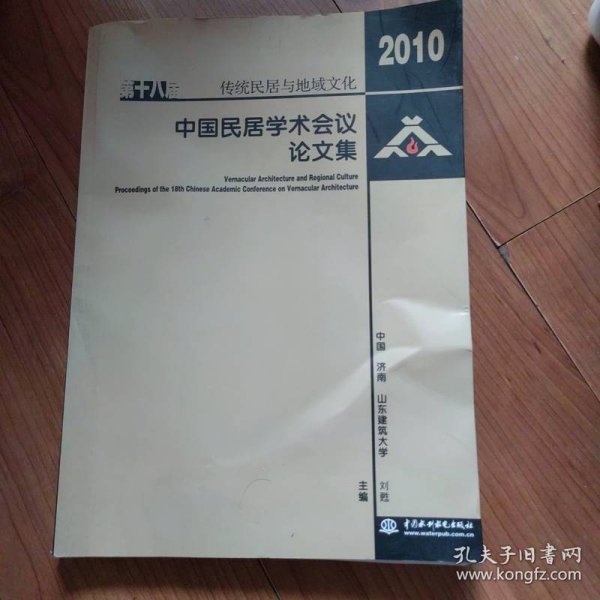 2010
第十八届
传统民居与地域文化
中国民居学术会议
论文集
Vernacular Architecture and Regional Culture
Proceedings of the 18th Chinese Academic Conference on Vernacular Architecture
中国 济南 山东建筑大学
主编 刘甦
中国水利水电出版社
www.waterpub.com.cn
孔夫子旧书网
www.kongfz.com